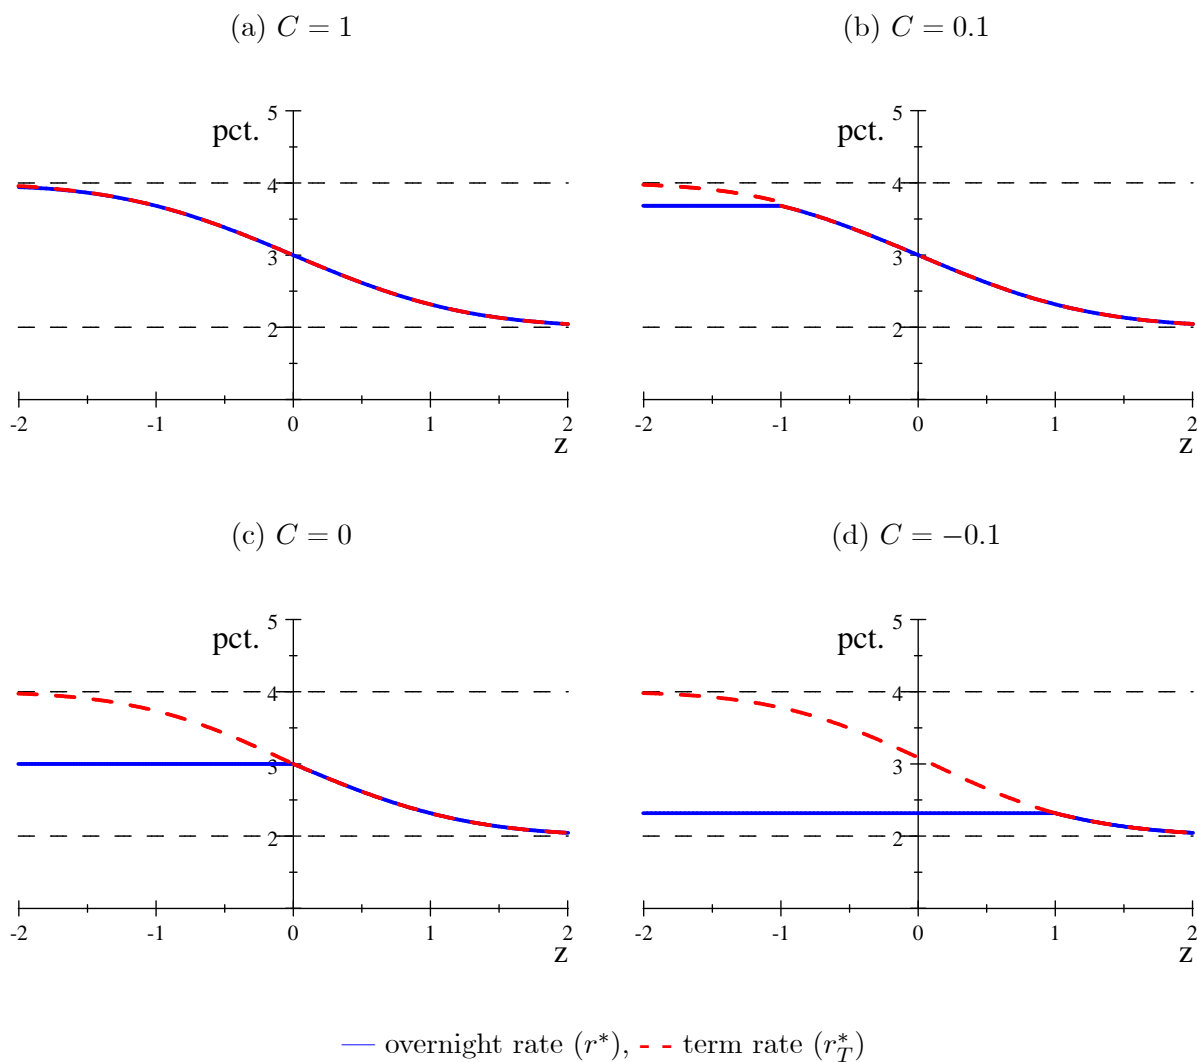 (a) C = 1
(b) C = 0.1
pct.
5
4
3
2
-2 -1 0 1 2
z
pct.
5
4
3
2
-2 -1 0 1 2
z
(c) C = 0
(d) C = −0.1
pct.
5
4
3
2
-2 -1 0 1 2
z
pct.
5
4
3
2
-2 -1 0 1 2
z
— overnight rate (r*), - - term rate (r*_T)